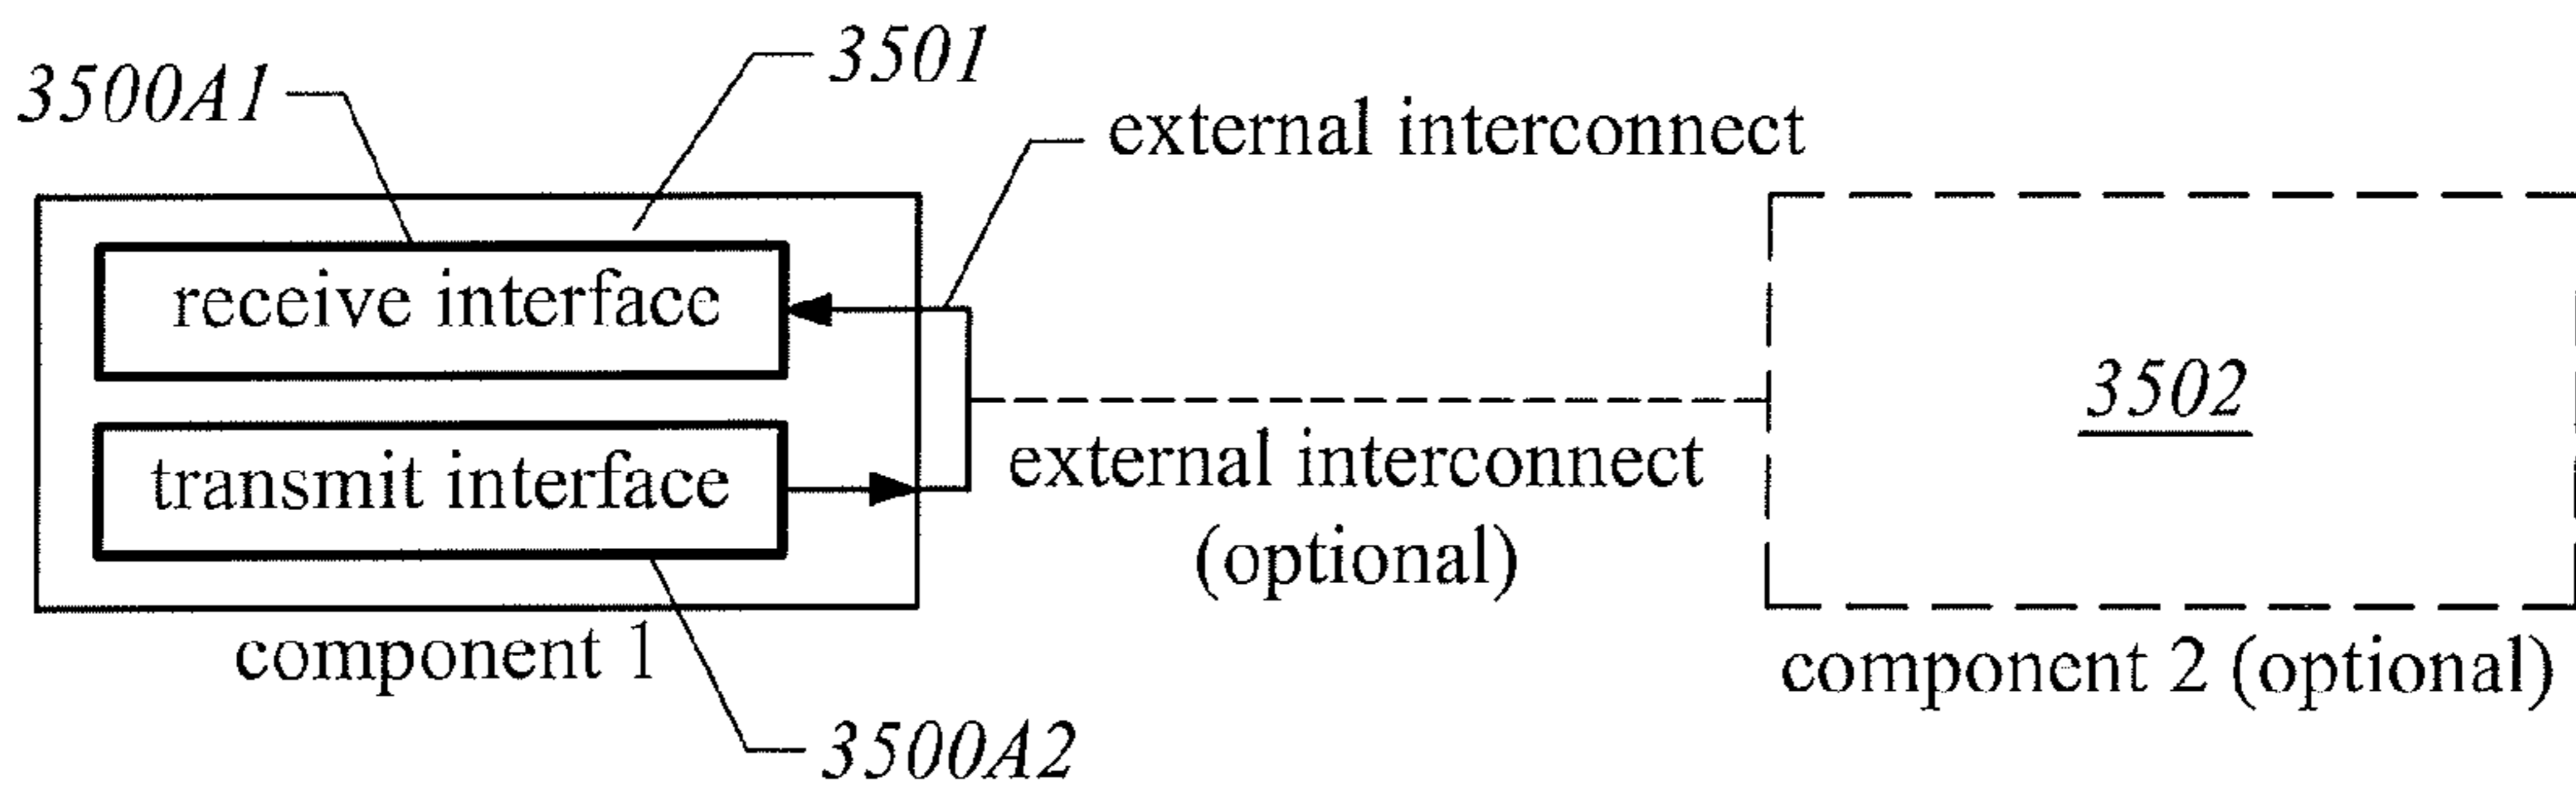 3501
3500A1
external interconnect
receive interface
3502
transmit interface
external interconnect
(optional)
component 1
component 2 (optional)
3500A2